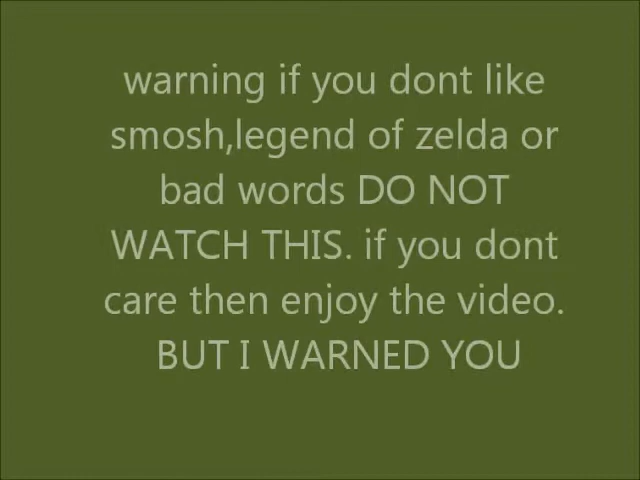 warning if you dont like
smosh,legend of zelda or
bad words DO NOT
WATCH THIS. if you dont
care then enjoy the video.
BUT I WARNED YOU